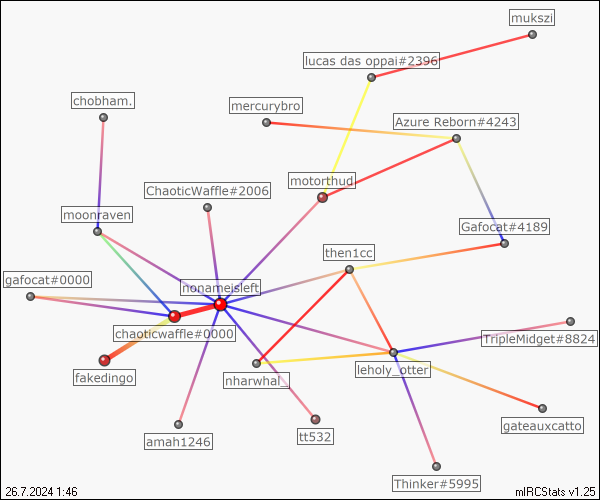 mukszi
lucas das oppai#2396
chobham.
mercurybro
Azure Reborn#4243
motorthud
ChaoticWaffle#2006
moonraven
Gafocat#4189
then1cc
gafocat#0000
nonameisleft
chaoticwaffle#0000
TripleMidget#8824
fakedingo
leholy_otter
nharwhal_
gateauxcatto
tt532
amah1246
Thinker#5995
26.7.2024 1:46
mIRCStats v1.25